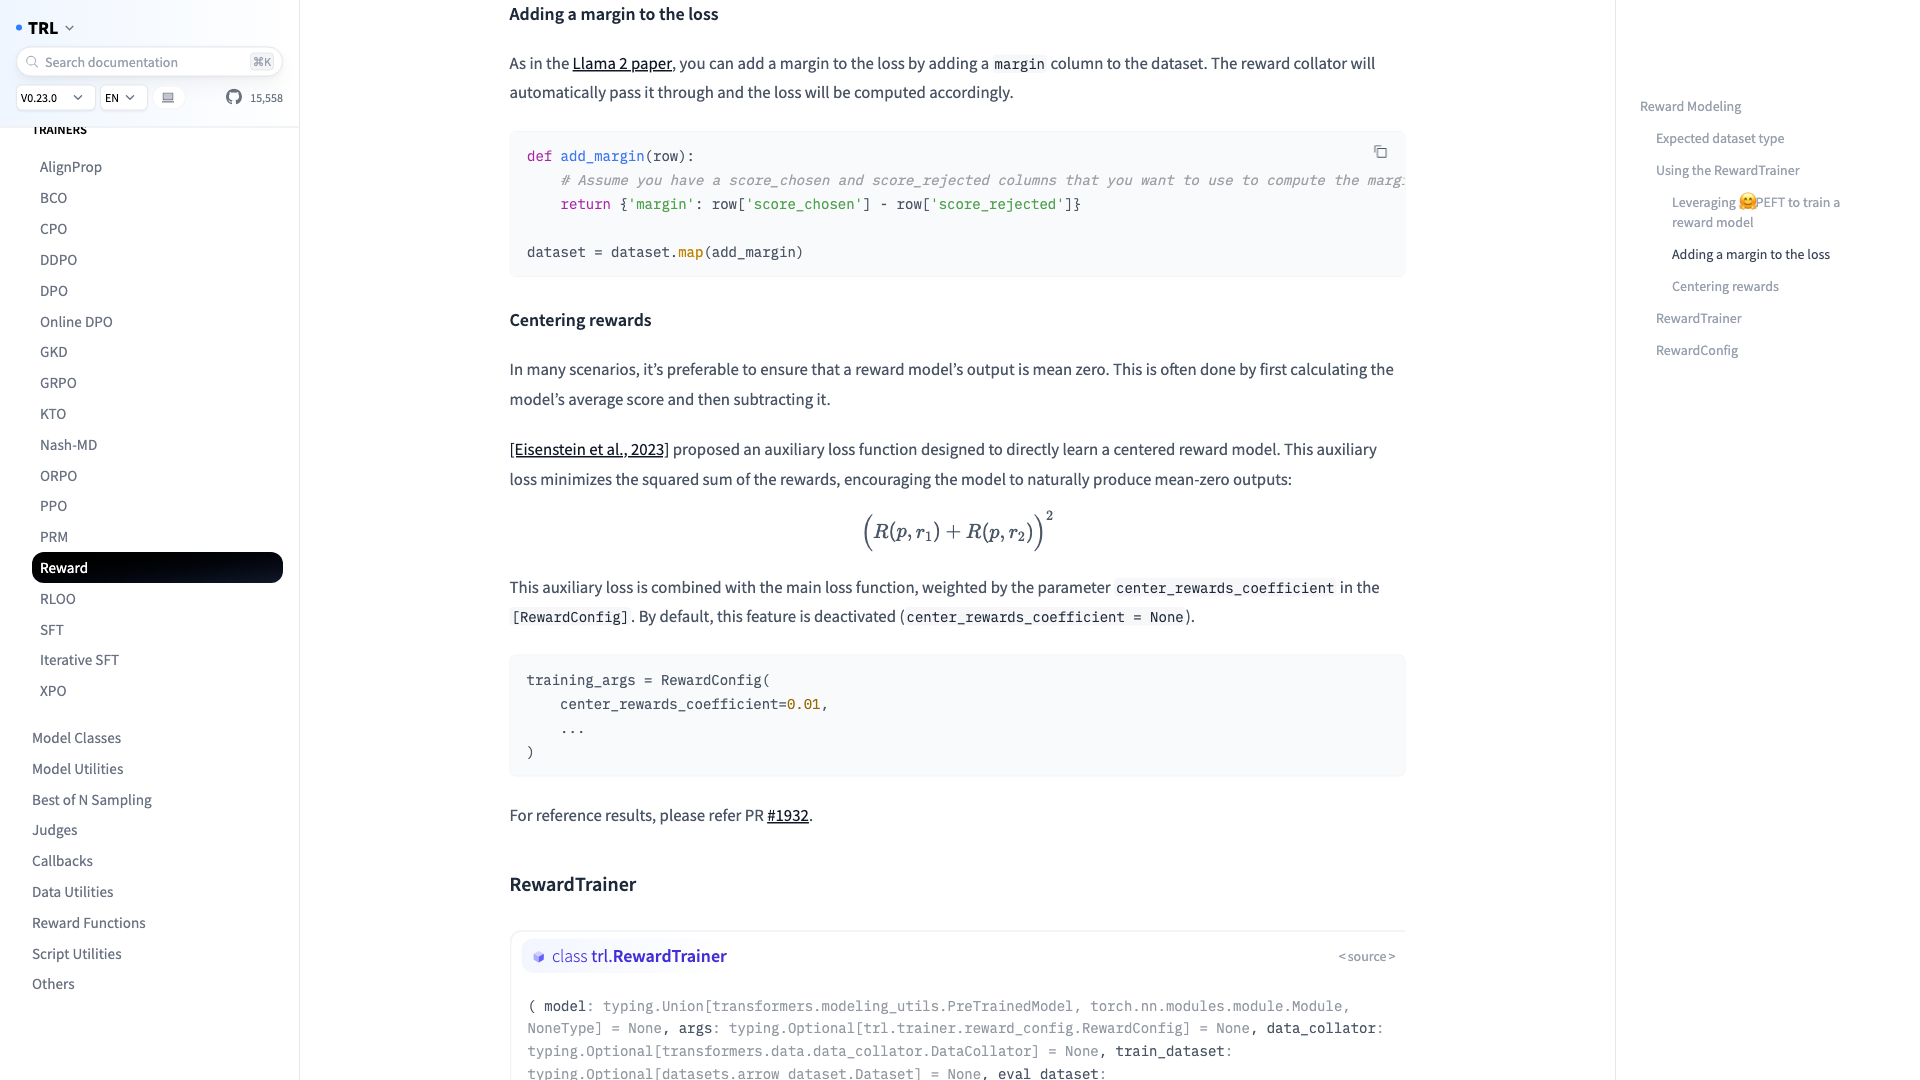 TRL
Search documentation
⌘K
V0.23.0
EN
15,558
TRAINERS
AlignProp
BCO
CPO
DDPO
DPO
Online DPO
GKD
GRPO
KTO
Nash-MD
ORPO
PPO
PRM
Reward
RLOO
SFT
Iterative SFT
XPO
Model Classes
Model Utilities
Best of N Sampling
Judges
Callbacks
Data Utilities
Reward Functions
Script Utilities
Others
Adding a margin to the loss
As in the Llama 2 paper, you can add a margin to the loss by adding a margin column to the dataset. The reward collator will
automatically pass it through and the loss will be computed accordingly.
def add_margin(row):
    # Assume you have a score_chosen and score_rejected columns that you want to use to compute the margi
    return {'margin': row['score_chosen'] - row['score_rejected']}
dataset = dataset.map(add_margin)
Centering rewards
In many scenarios, it’s preferable to ensure that a reward model’s output is mean zero. This is often done by first calculating the
model’s average score and then subtracting it.
[Eisenstein et al., 2023] proposed an auxiliary loss function designed to directly learn a centered reward model. This auxiliary
loss minimizes the squared sum of the rewards, encouraging the model to naturally produce mean-zero outputs:
(R(p, r₁) + R(p, r₂))²
This auxiliary loss is combined with the main loss function, weighted by the parameter center_rewards_coefficient in the
[RewardConfig]. By default, this feature is deactivated (center_rewards_coefficient = None).
training_args = RewardConfig(
    center_rewards_coefficient=0.01,
    ...
)
For reference results, please refer PR #1932.
RewardTrainer
class trl.RewardTrainer
<source>
( model: typing.Union[transformers.modeling_utils.PreTrainedModel, torch.nn.modules.module.Module,
NoneType] = None, args: typing.Optional[trl.trainer.reward_config.RewardConfig] = None, data_collator:
typing.Optional[transformers.data.data_collator.DataCollator] = None, train_dataset:
typing.Optional[datasets.arrow_dataset.Dataset] = None, eval_dataset:
Reward Modeling
Expected dataset type
Using the RewardTrainer
Leveraging 🤗PEFT to train a
reward model
Adding a margin to the loss
Centering rewards
RewardTrainer
RewardConfig